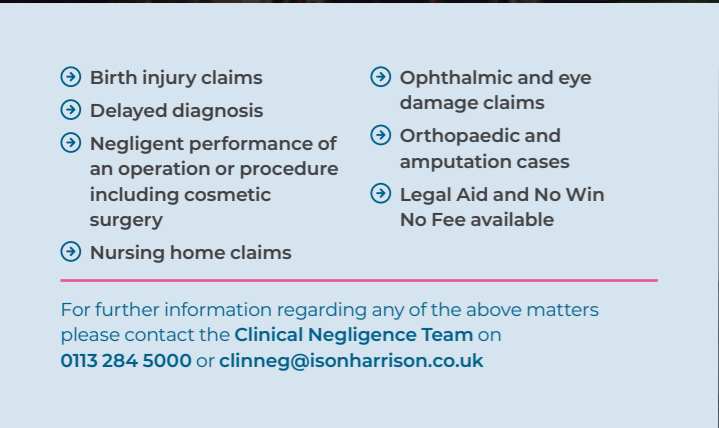 Birth injury claims
Delayed diagnosis
Negligent performance of
an operation or procedure
including cosmetic
surgery
Nursing home claims
Ophthalmic and eye
damage claims
Orthopaedic and
amputation cases
Legal Aid and No Win
No Fee available
For further information regarding any of the above matters
please contact the Clinical Negligence Team on
0113 284 5000 or clinneg@isonharrison.co.uk